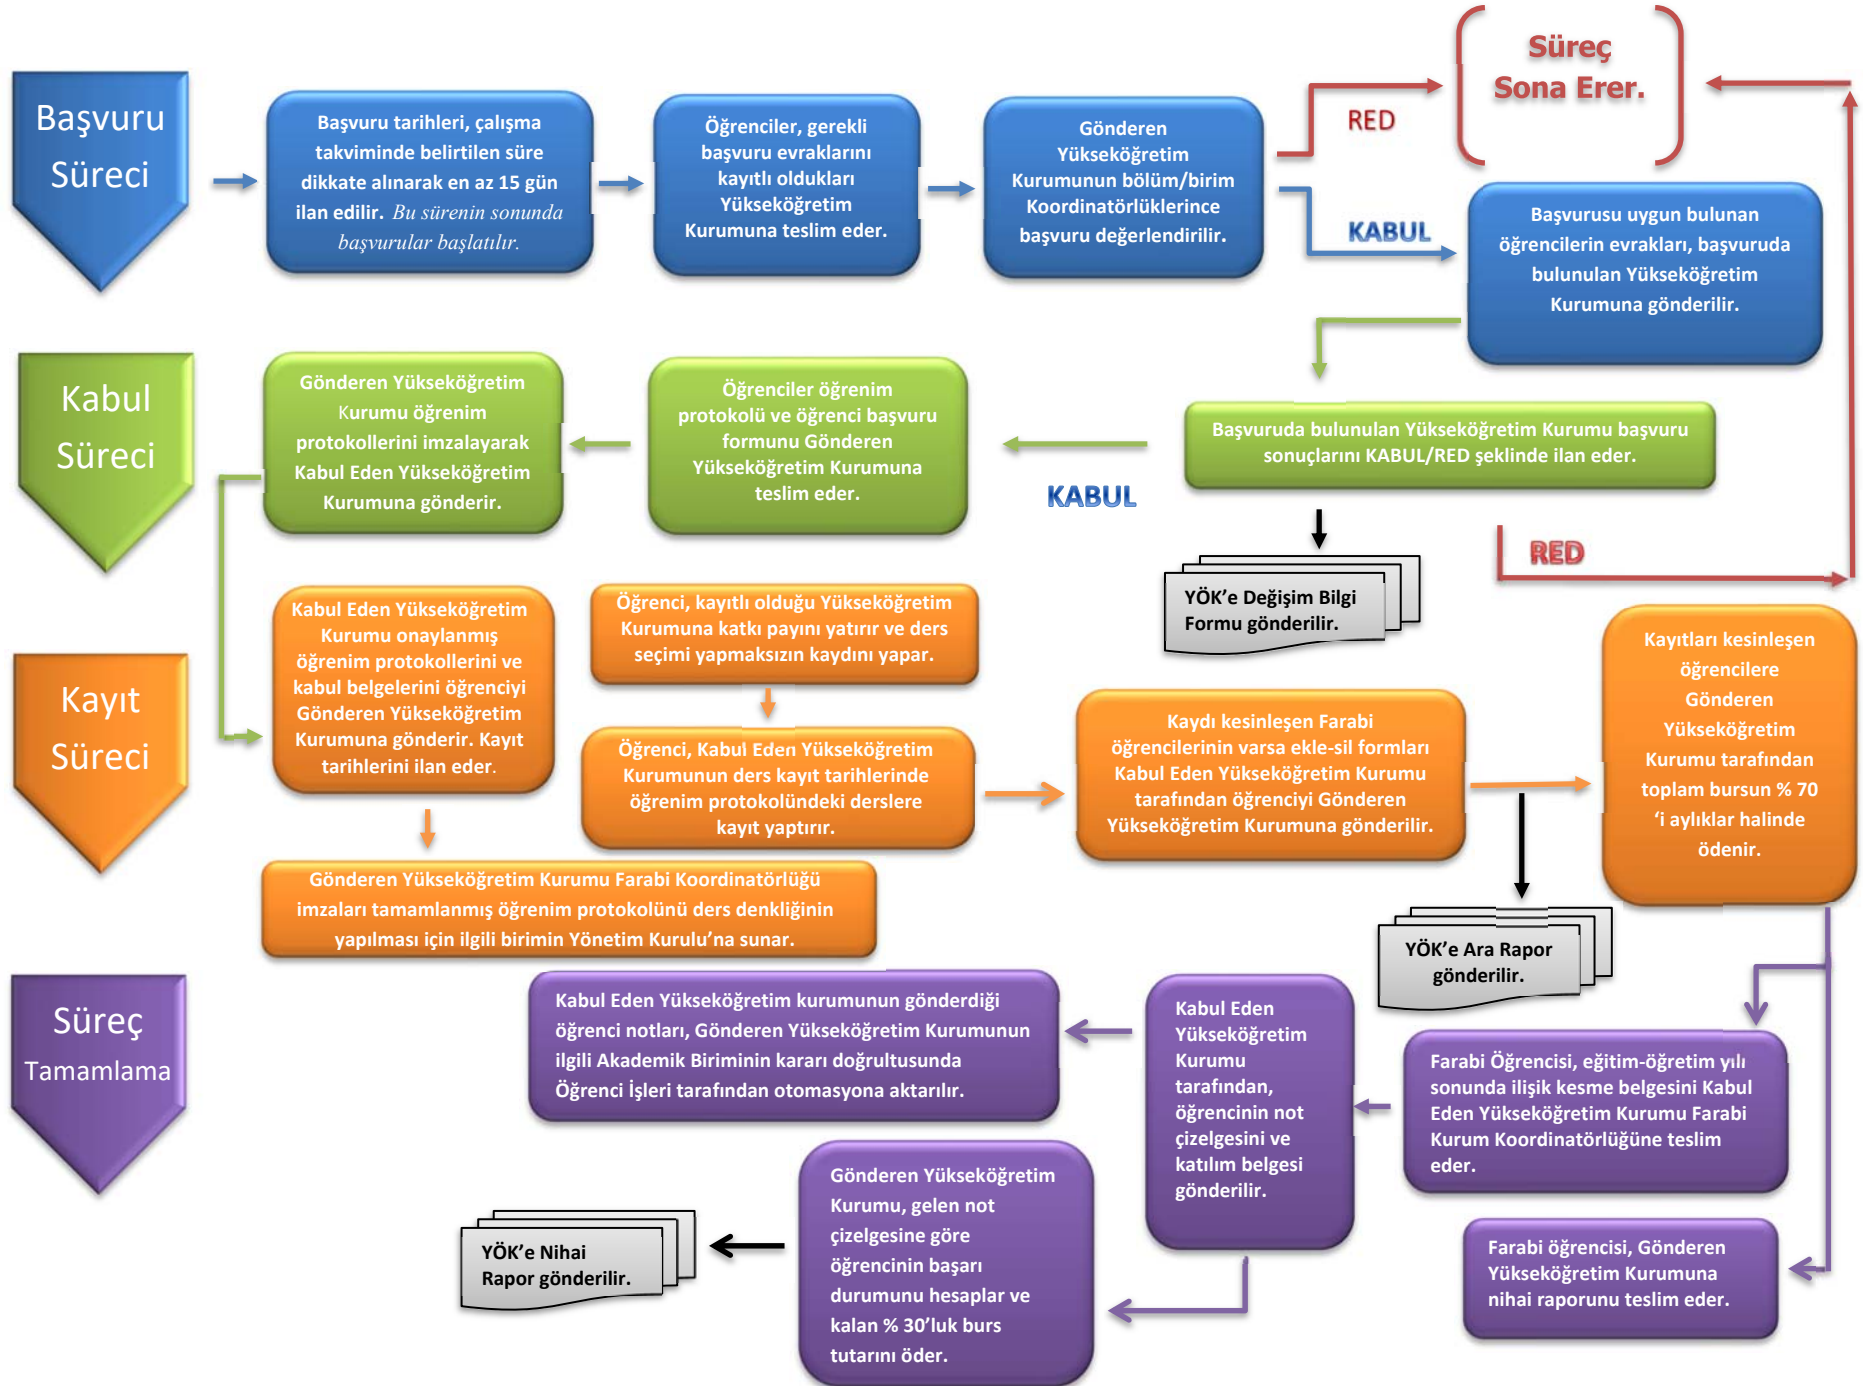 Başvuru
Süreci
Başvuru tarihleri, çalışma
takviminde belirtilen süre
dikkate alınarak en az 15 gün
ilan edilir. Bu sürenin sonunda
başvurular başlatılır.
Öğrenciler, gerekli
başvuru evraklarını
kayıtlı oldukları
Yükseköğretim
Kurumuna teslim eder.
Gönderen
Yükseköğretim
Kurumunun bölüm/birim
Koordinatörlüklerince
başvuru değerlendirilir.
RED
KABUL
Süreç
Sona Erer.
Başvurusu uygun bulunan
öğrencilerin evrakları, başvuruda
bulunulan Yükseköğretim
Kurumuna gönderilir.
Kabul
Süreci
Gönderen Yükseköğretim
Kurumu öğrenim
protokollerini imzalayarak
Kabul Eden Yükseköğretim
Kurumuna gönderir.
Öğrenciler öğrenim
protokolü ve öğrenci başvuru
formunu Gönderen
Yükseköğretim Kurumuna
teslim eder.
KABUL
Başvuruda bulunulan Yükseköğretim Kurumu başvuru
sonuçlarını KABUL/RED şeklinde ilan eder.
RED
YÖK’e Değişim Bilgi
Formu gönderilir.
Kayıt
Süreci
Kabul Eden Yükseköğretim
Kurumu onaylanmış
öğrenim protokollerini ve
kabul belgelerini öğrenciyi
Gönderen Yükseköğretim
Kurumuna gönderir. Kayıt
tarihlerini ilan eder.
Öğrenci, kayıtlı olduğu Yükseköğretim
Kurumuna katkı payını yatırır ve ders
seçimi yapmaksızın kaydını yapar.
Öğrenci, Kabul Eden Yükseköğretim
Kurumunun ders kayıt tarihlerinde
öğrenim protokolündeki derslere
kayıt yaptırır.
Kaydı kesinleşen Farabi
öğrencilerinin varsa ekle-sil formları
Kabul Eden Yükseköğretim Kurumu
tarafından öğrenciyi Gönderen
Yükseköğretim Kurumuna gönderilir.
Kayıtları kesinleşen
öğrencilere
Gönderen
Yükseköğretim
Kurumu tarafından
toplam bursun % 70
‘i aylıklar halinde
ödenir.
Gönderen Yükseköğretim Kurumu Farabi Koordinatörlüğü
imzaları tamamlanmış öğrenim protokolünü ders denkliğinin
yapılması için ilgili birimin Yönetim Kurulu’na sunar.
YÖK’e Ara Rapor
gönderilir.
Süreç
Tamamlama
Kabul Eden Yükseköğretim kurumunun gönderdiği
öğrenci notları, Gönderen Yükseköğretim Kurumunun
ilgili Akademik Biriminin kararı doğrultusunda
Öğrenci İşleri tarafından otomasyona aktarılır.
Kabul Eden
Yükseköğretim
Kurumu
tarafından,
öğrencinin not
çizelgesini ve
katılım belgesi
gönderilir.
Farabi Öğrencisi, eğitim-öğretim yılı
sonunda ilişik kesme belgesini Kabul
Eden Yükseköğretim Kurumu Farabi
Kurum Koordinatörlüğüne teslim
eder.
YÖK’e Nihai
Rapor gönderilir.
Gönderen Yükseköğretim
Kurumu, gelen not
çizelgesine göre
öğrencinin başarı
durumunu hesaplar ve
kalan % 30’luk burs
tutarını öder.
Farabi öğrencisi, Gönderen
Yükseköğretim Kurumuna
nihai raporunu teslim eder.